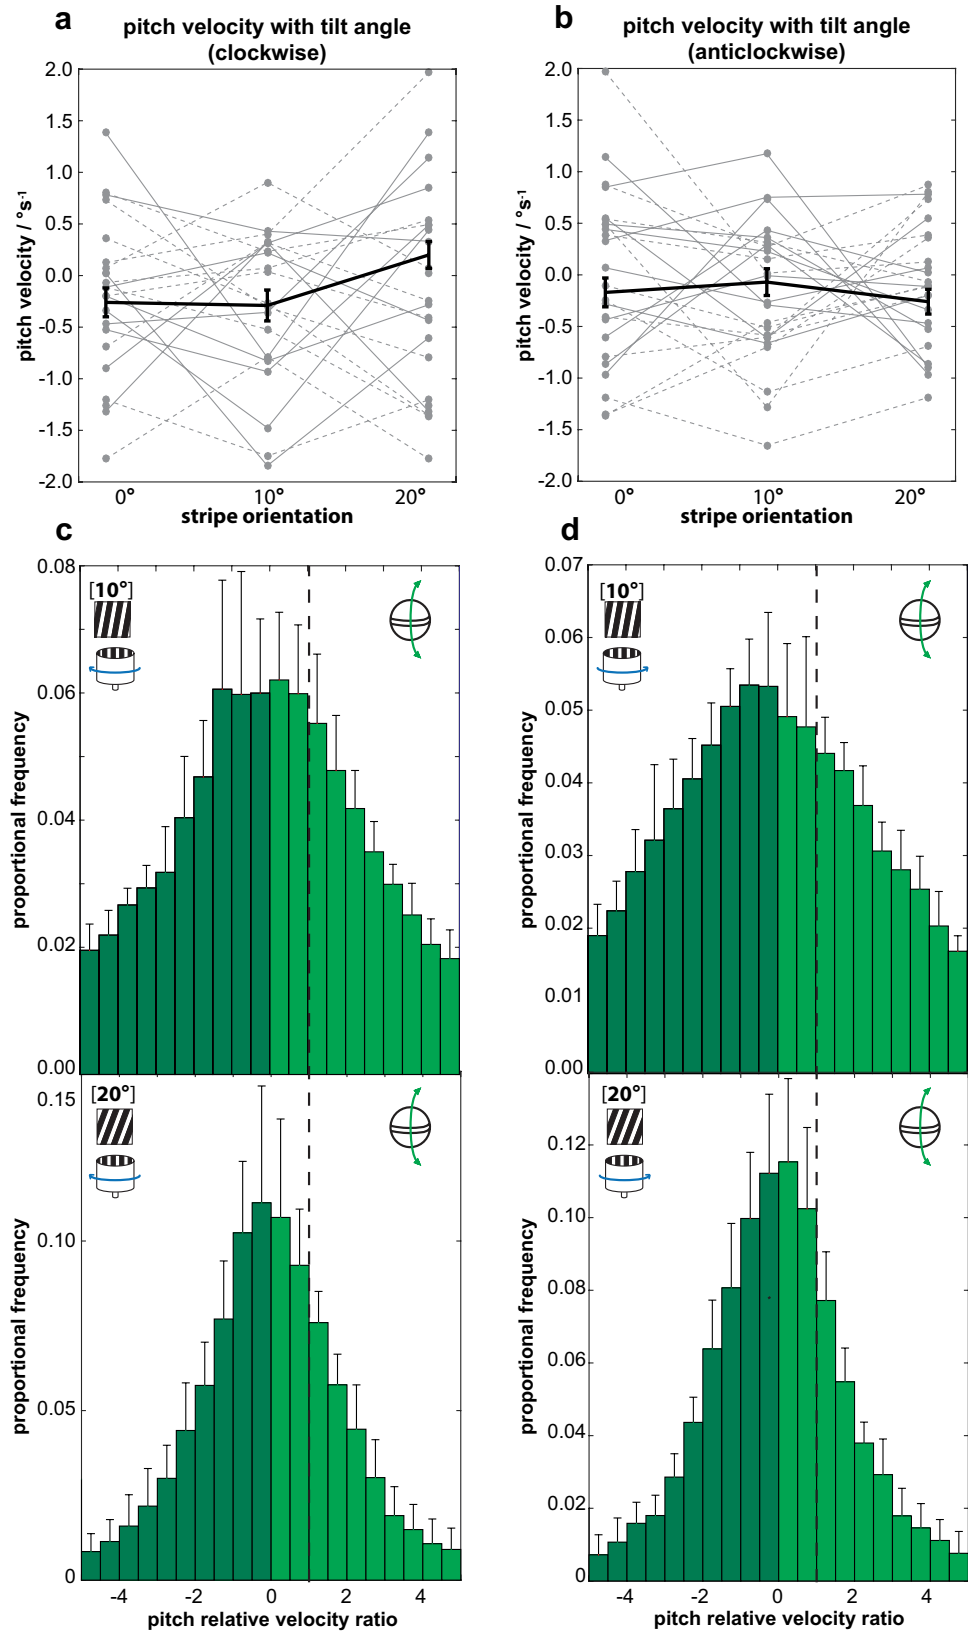 a
pitch velocity with tilt angle
(clockwise)
2.0
1.5
1.0
0.5
0.0
-0.5
-1.0
-1.5
-2.0
pitch velocity / °s⁻¹
0° 10° 20°
stripe orientation
b
pitch velocity with tilt angle
(anticlockwise)
2.0
1.5
1.0
0.5
0.0
-0.5
-1.0
-1.5
-2.0
pitch velocity / °s⁻¹
0° 10° 20°
stripe orientation
c
0.08
0.06
0.04
0.02
0.00
proportional frequency
[10°]
0.15
0.10
0.05
0
proportional frequency
[20°]
-4 -2 0 2 4
pitch relative velocity ratio
d
0.07
0.06
0.05
0.04
0.03
0.02
0.01
0.00
proportional frequency
[10°]
0.12
0.10
0.08
0.06
0.04
0.02
0
proportional frequency
[20°]
-4 -2 0 2 4
pitch relative velocity ratio